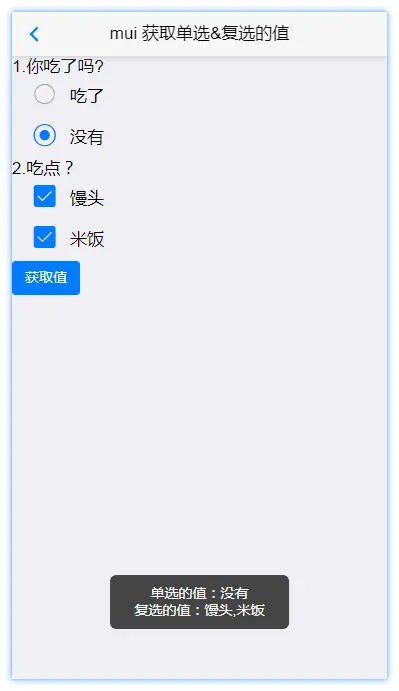 mui 获取单选&复选的值
1.你吃了吗?
吃了
没有
2.吃点？
馒头
米饭
获取值
单选的值：没有
复选的值：馒头,米饭